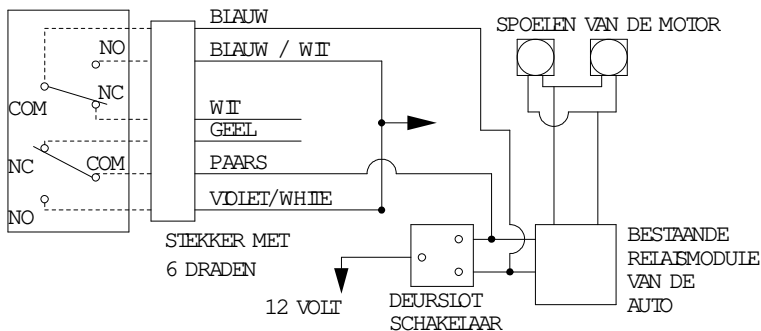 BLAUW
SPOELEN VAN DE MOTOR
NO
BLAUW / WIT
COM
NC
WIT
GEEL
NC
COM
PAARS
NO
VIOLET/WHITE
STEKKER MET
6 DRADEN
12 VOLT
DEURSLOT
SCHAKELAAR
BESTAANDE
RELAISMODULE
VAN DE
AUTO